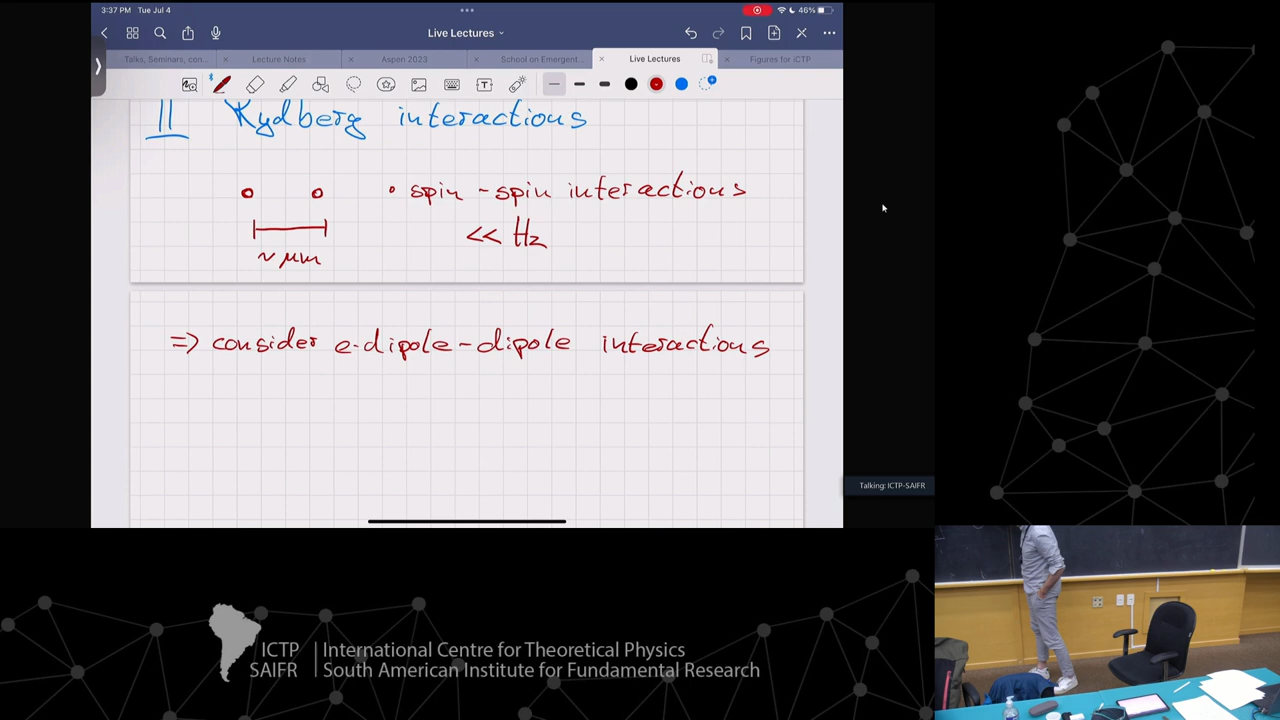 3:37 PM Tue Jul 4
46%
Live Lectures
Talks, Seminars, con...
Lecture Notes
Aspen 2023
School on Emergent...
Live Lectures
Figures for ICTP
II Rydberg interactions
• spin - spin interactions
<< Hz
~ μm
=> consider e-dipole-dipole interactions
Talking: ICTP-SAIFR
ICTP
SAIFR
International Centre for Theoretical Physics
South American Institute for Fundamental Research